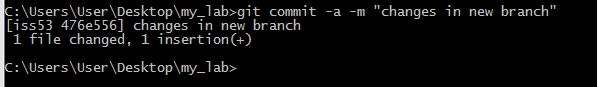 C:\Users\User\Desktop\my_lab>git commit -a -m "changes in new branch"
[iss53 476e556] changes in new branch
 1 file changed, 1 insertion(+)
C:\Users\User\Desktop\my_lab>